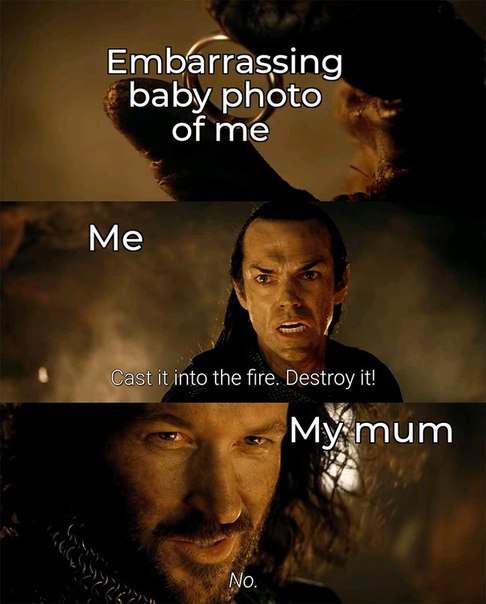 Embarrassing
baby photo
of me
Me
Cast it into the fire. Destroy it!
My mum
No.